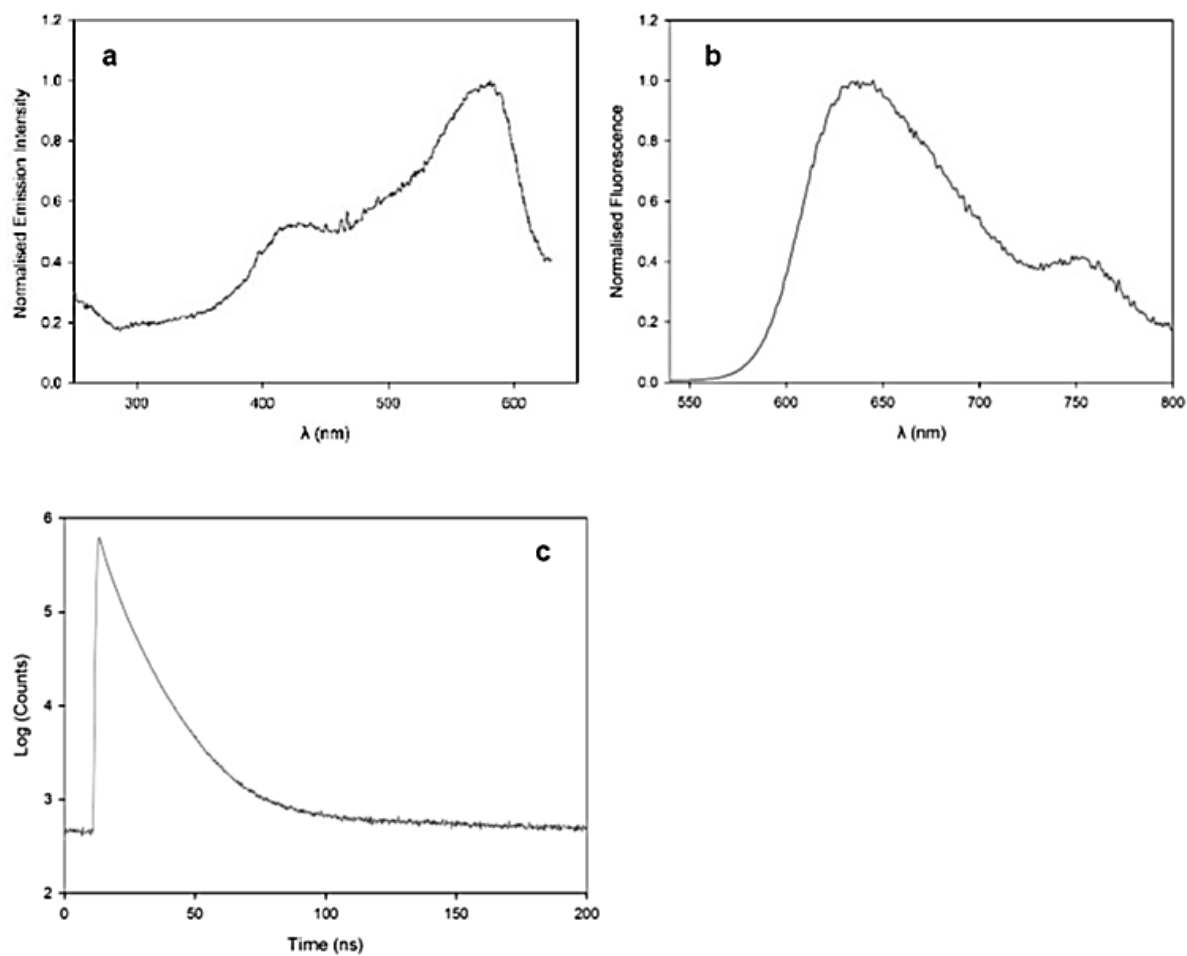 a
Normalised Emission Intensity
1.2
1.0
0.8
0.6
0.4
0.2
0.0
300 400 500 600
λ (nm)
b
Normalised Fluorescence
1.2
1.0
0.8
0.6
0.4
0.2
0.0
550 600 650 700 750 800
λ (nm)
c
Log (Counts)
6
5
4
3
2
0 50 100 150 200
Time (ns)